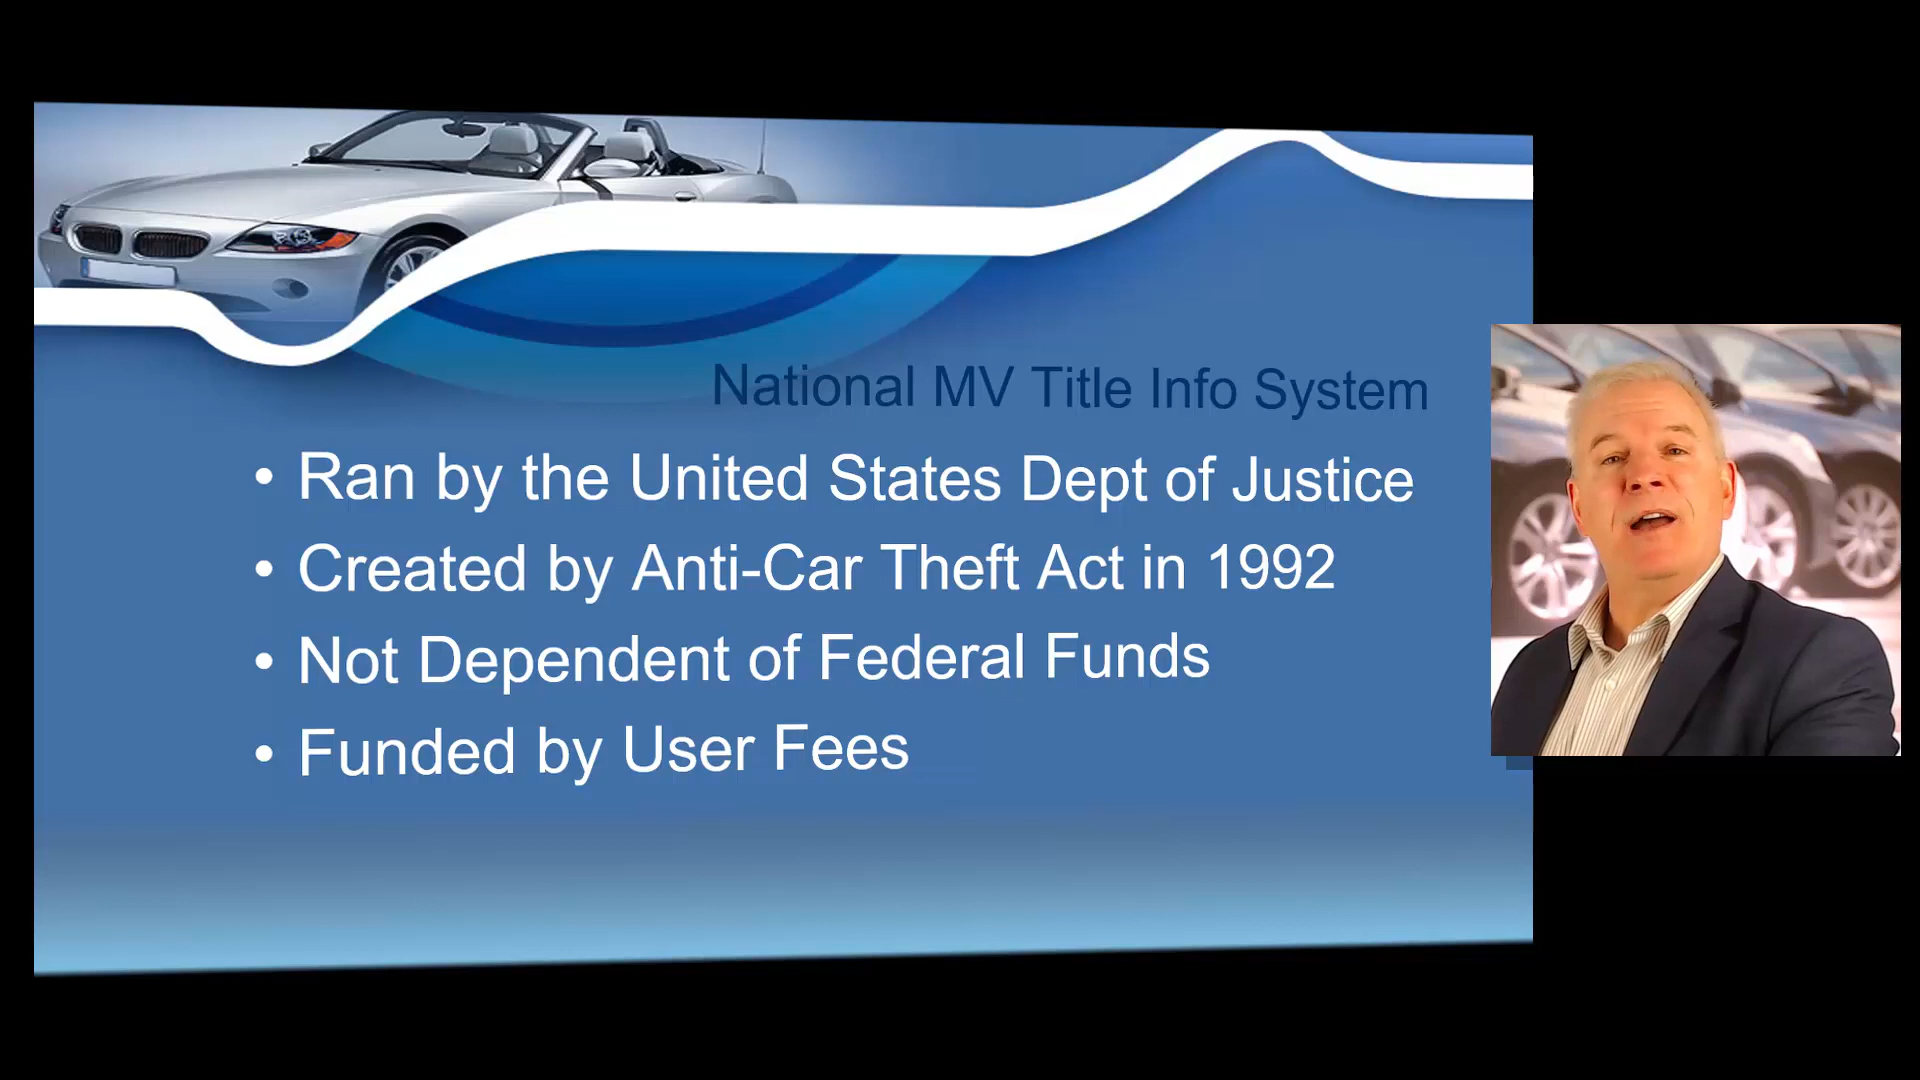 National MV Title Info System
• Ran by the United States Dept of Justice
• Created by Anti-Car Theft Act in 1992
• Not Dependent of Federal Funds
• Funded by User Fees